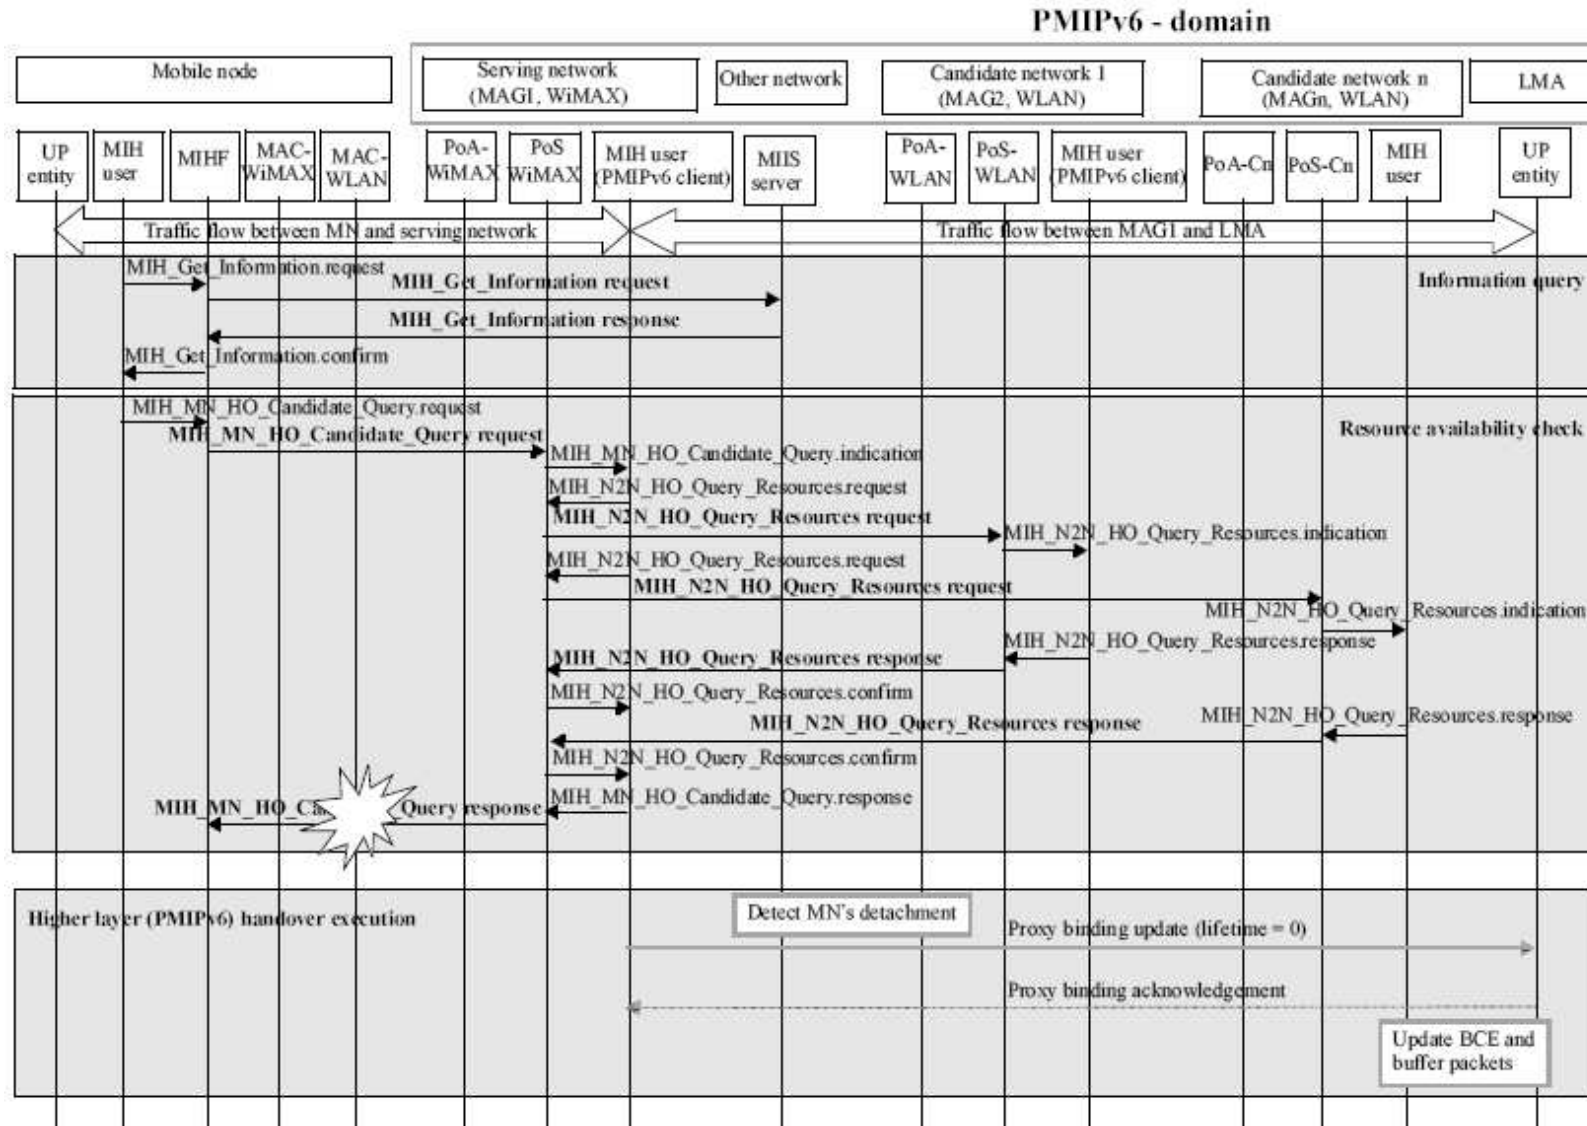 PMIPv6 - domain
Mobile node
Serving network
(MAG1, WiMAX)
Other network
Candidate network 1
(MAG2, WLAN)
Candidate network n
(MAGn, WLAN)
LMA
UP
entity
MIH
user
MIHF
MAC-
WiMAX
MAC-
WLAN
PoA-
WiMAX
PoS
WiMAX
MIH user
(PMIPv6 client)
MIIS
server
PoA-
WLAN
PoS-
WLAN
MIH user
(PMIPv6 client)
PoA-Cn
PoS-Cn
MIH
user
UP
entity
Traffic flow between MN and serving network
Traffic flow between MAG1 and LMA
MIH_Get_Information.request
MIH_Get_Information request
Information query
MIH_Get_Information response
MIH_Get_Information.confirm
MIH_MN_HO_Candidate_Query.request
MIH_MN_HO_Candidate_Query request
Resource availability check
MIH_MN_HO_Candidate_Query.indication
MIH_N2N_HO_Query_Resources.request
MIH_N2N_HO_Query_Resources request
MIH_N2N_HO_Query_Resources.indication
MIH_N2N_HO_Query_Resources.request
MIH_N2N_HO_Query_Resources request
MIH_N2N_HO_Query_Resources.indication
MIH_N2N_HO_Query_Resources.response
MIH_N2N_HO_Query_Resources response
MIH_N2N_HO_Query_Resources.confirm
MIH_N2N_HO_Query_Resources.response
MIH_N2N_HO_Query_Resources response
MIH_N2N_HO_Query_Resources.confirm
MIH_MN_HO_Candidate_Query.response
MIH_MN_HO_Ca _Query response
Higher layer (PMIPv6) handover execution
Detect MN's detachment
Proxy binding update (lifetime = 0)
Proxy binding acknowledgement
Update BCE and
buffer packets